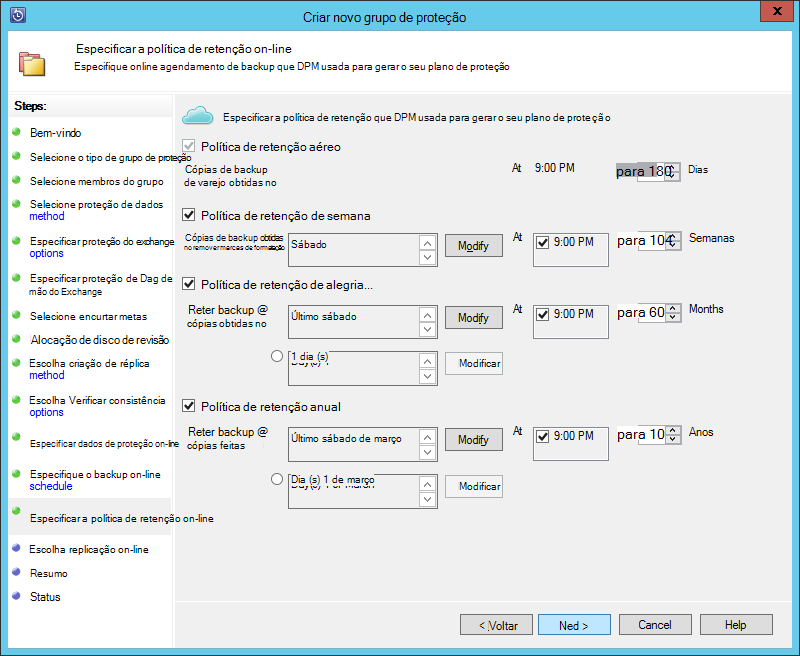 Criar novo grupo de proteção
X
Especificar a política de retenção on-line
Especifique online agendamento de backup que DPM usada para gerar o seu plano de proteção
Steps:
Bem-vindo
Selecione o tipo de grupo de proteção
Selecione membros do grupo
Selecione proteção de dados
method
Especificar proteção do exchange
options
Especificar proteção de Dag de
mão do Exchange
Selecione encurtar metas
Alocação de disco de revisão
Escolha criação de réplica
method
Escolha Verificar consistência
options
Especificar dados de proteção on-line
Especifique o backup on-line
schedule
Especificar a política de retenção on-line
Escolha replicação on-line
Resumo
Status
Especificar a política de retenção que DPM usada para gerar o seu plano de proteção
Política de retenção aéreo
Cópias de backup
de varejo obtidas no
At 9:00 PM para 180 Dias
Política de retenção de semana
Cópias de backup obtidas
no remover marcas de formatação
Sábado Modify At 9:00 PM para 104 Semanas
Política de retenção de alegria...
Reter backup @
cópias obtidas no
Último sábado Modify At 9:00 PM para 60 Months
1 dia (s) Modificar
Política de retenção anual
Reter backup @
cópias feitas
Último sábado de março Modify At 9:00 PM para 10 Anos
Dia (s) 1 de março Modificar
< Voltar Ned > Cancel Help